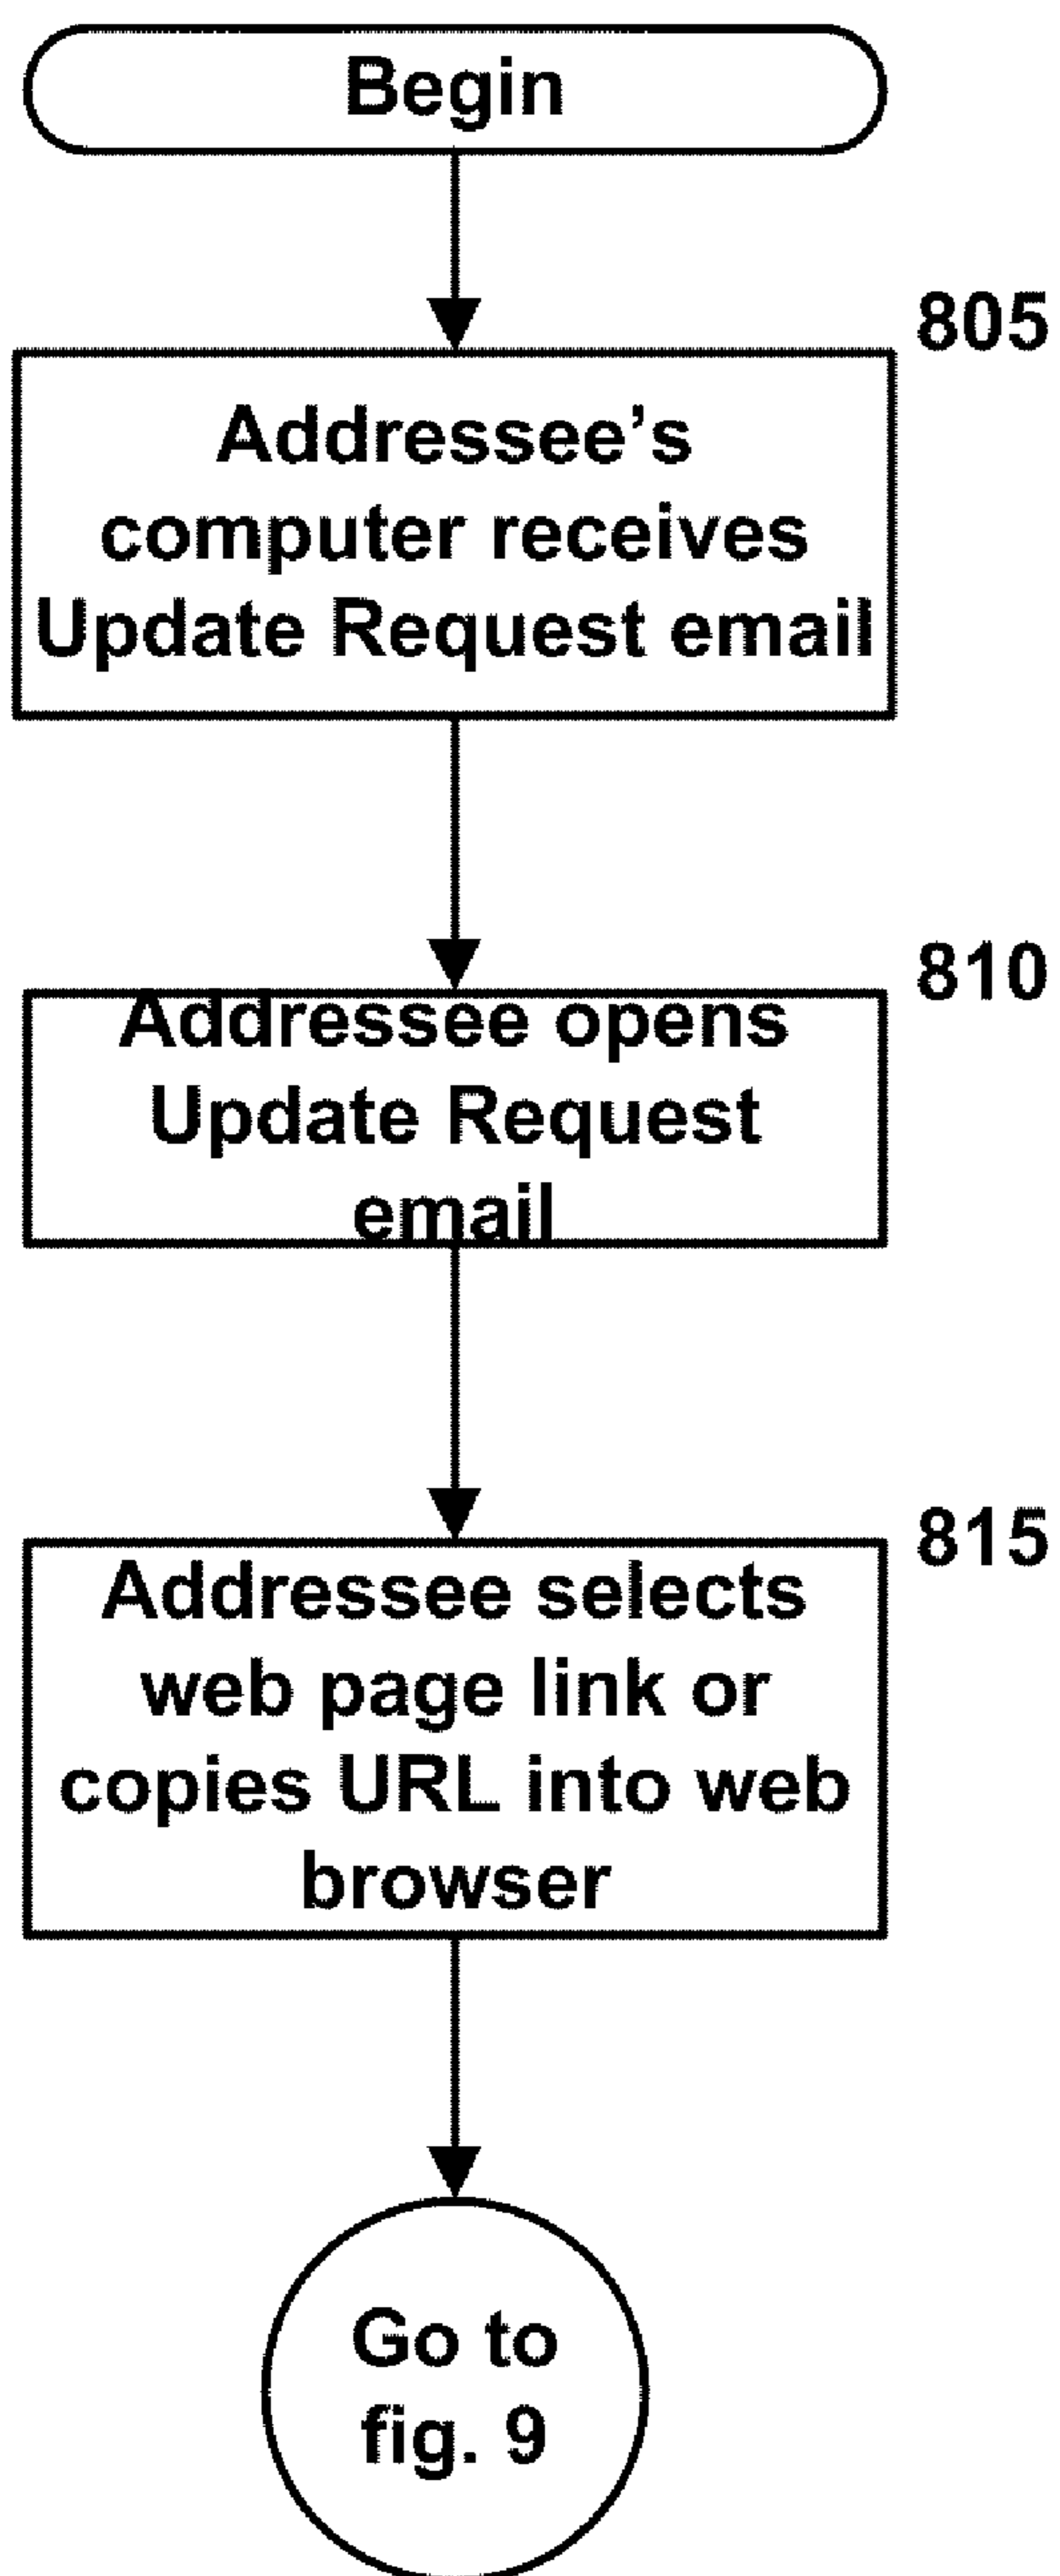 Begin
805
Addressee’s
computer receives
Update Request email
810
Addressee opens
Update Request
email
815
Addressee selects
web page link or
copies URL into web
browser
Go to
fig. 9